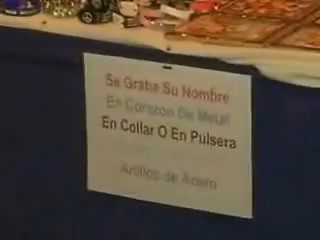 Se Graba Su Nombre
En Corazon De Metal
En Collar O En Pulsera
Anillos de Acero